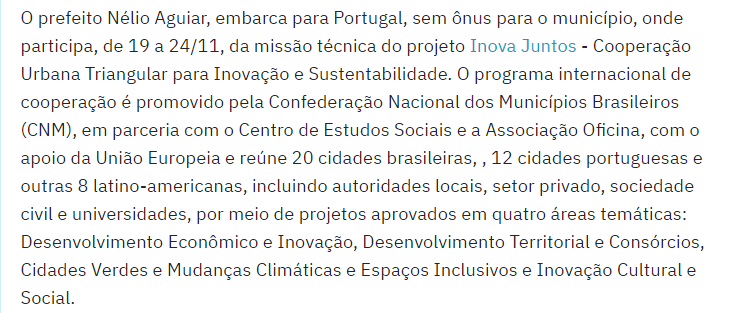 O prefeito Nélio Aguiar, embarca para Portugal, sem ônus para o município, onde
participa, de 19 a 24/11, da missão técnica do projeto Inova Juntos - Cooperação
Urbana Triangular para Inovação e Sustentabilidade. O programa internacional de
cooperação é promovido pela Confederação Nacional dos Municípios Brasileiros
(CNM), em parceria com o Centro de Estudos Sociais e a Associação Oficina, com o
apoio da União Europeia e reúne 20 cidades brasileiras, , 12 cidades portuguesas e
outras 8 latino-americanas, incluindo autoridades locais, setor privado, sociedade
civil e universidades, por meio de projetos aprovados em quatro áreas temáticas:
Desenvolvimento Econômico e Inovação, Desenvolvimento Territorial e Consórcios,
Cidades Verdes e Mudanças Climáticas e Espaços Inclusivos e Inovação Cultural e
Social.